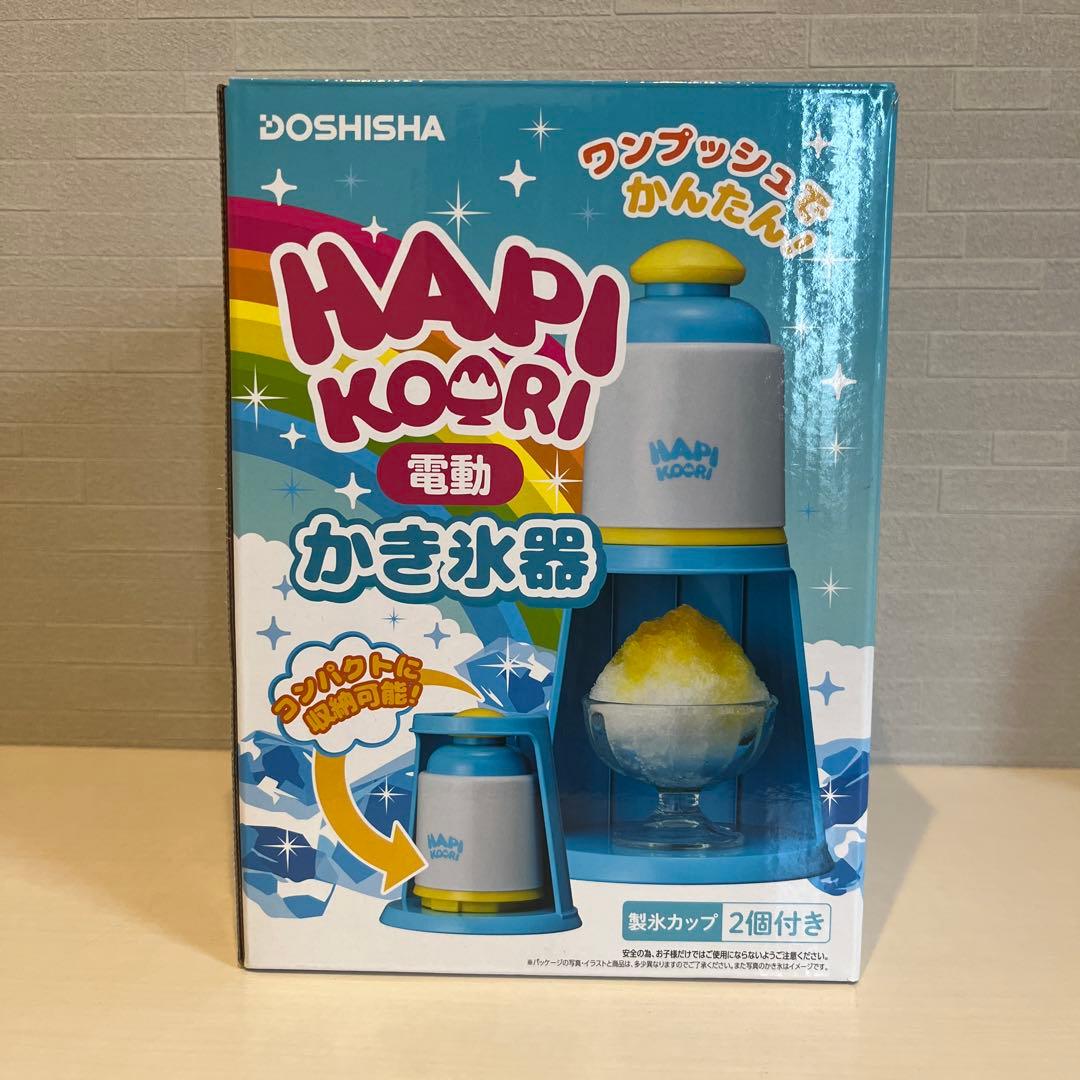 DOSHISHA
ワンプッシュで
かんたん!
HAPI
KOORI
電動
かき氷器
HAPI
KOORI
コンパクトに
収納可能!
HAPI
KOORI
製氷カップ 2個付き
安全の為、お子様だけではご使用にならないようご注意ください。
※パッケージの写真・イラストと商品は、多少異なりますのでご了承ください。また写真のかき氷はイメージです。